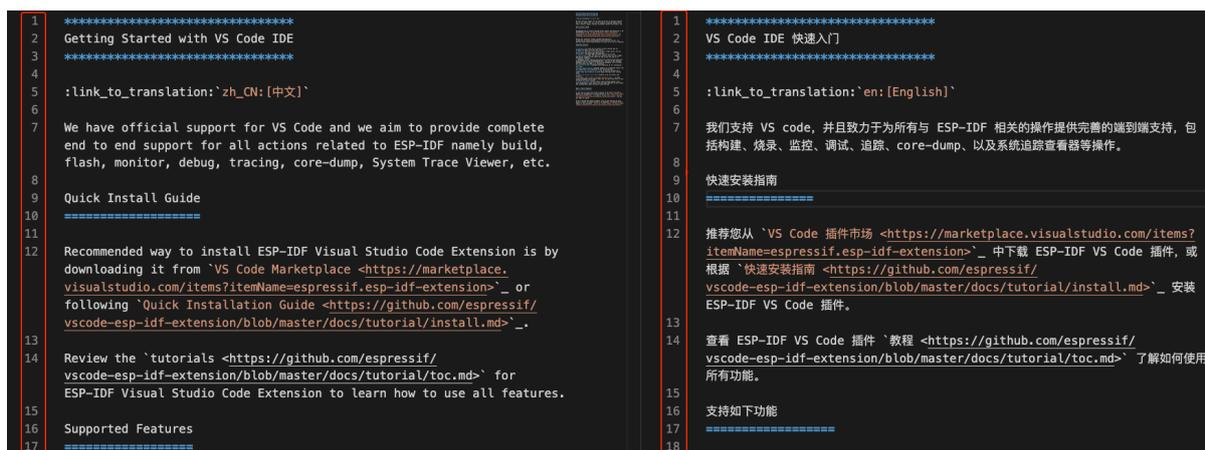 1 ********************************
2 Getting Started with VS Code IDE
3 ********************************
4
5 :link_to_translation:`zh_CN:[中文]`
6
7 We have official support for VS Code and we aim to provide complete
end to end support for all actions related to ESP-IDF namely build,
flash, monitor, debug, tracing, core-dump, System Trace Viewer, etc.
8
9 Quick Install Guide
10 ===================
11
12 Recommended way to install ESP-IDF Visual Studio Code Extension is by
downloading it from `VS Code Marketplace <https://marketplace.
visualstudio.com/items?itemName=espressif.esp-idf-extension>`_ or
following `Quick Installation Guide <https://github.com/espressif/
vscode-esp-idf-extension/blob/master/docs/tutorial/install.md>`_.
13
14 Review the `tutorials <https://github.com/espressif/
vscode-esp-idf-extension/blob/master/docs/tutorial/toc.md>` for
ESP-IDF Visual Studio Code Extension to learn how to use all features.
15
16 Supported Features
17 ==================
1 ********************************
2 VS Code IDE 快速入门
3 ********************************
4
5 :link_to_translation:`en:[English]`
6
7 我们支持 VS code，并且致力于为所有与 ESP-IDF 相关的操作提供完善的端到端支持，包
括构建、烧录、监控、调试、追踪、core-dump、以及系统追踪查看器等操作。
8
9 快速安装指南
10 ===============
11
12 推荐您从 `VS Code 插件市场 <https://marketplace.visualstudio.com/items?
itemName=espressif.esp-idf-extension>`_ 中下载 ESP-IDF VS Code 插件，或
根据 `快速安装指南 <https://github.com/espressif/
vscode-esp-idf-extension/blob/master/docs/tutorial/install.md>`_ 安装
ESP-IDF VS Code 插件。
13
14 查看 ESP-IDF VS Code 插件 `教程 <https://github.com/espressif/
vscode-esp-idf-extension/blob/master/docs/tutorial/toc.md>` 了解如何使用
所有功能。
15
16 支持如下功能
17 ==================
18